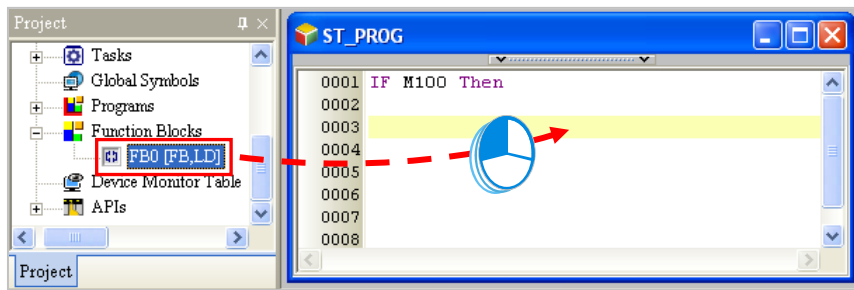 Project
Tasks
Global Symbols
Programs
Function Blocks
FB0 [FB,LD]
Device Monitor Table
APIs
Project
ST_PROG
0001 IF M100 Then
0002
0003
0004
0005
0006
0007
0008